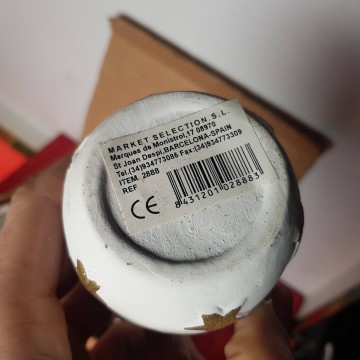 MARKET SELECTION, S.L.
Marques de Monistrol,17 08970
St Joan Despi,BARCELONA-SPAIN
Tel.(34)934773086 Fax.(34)934773309
ITEM. 2888
REF
CE
8431201028883